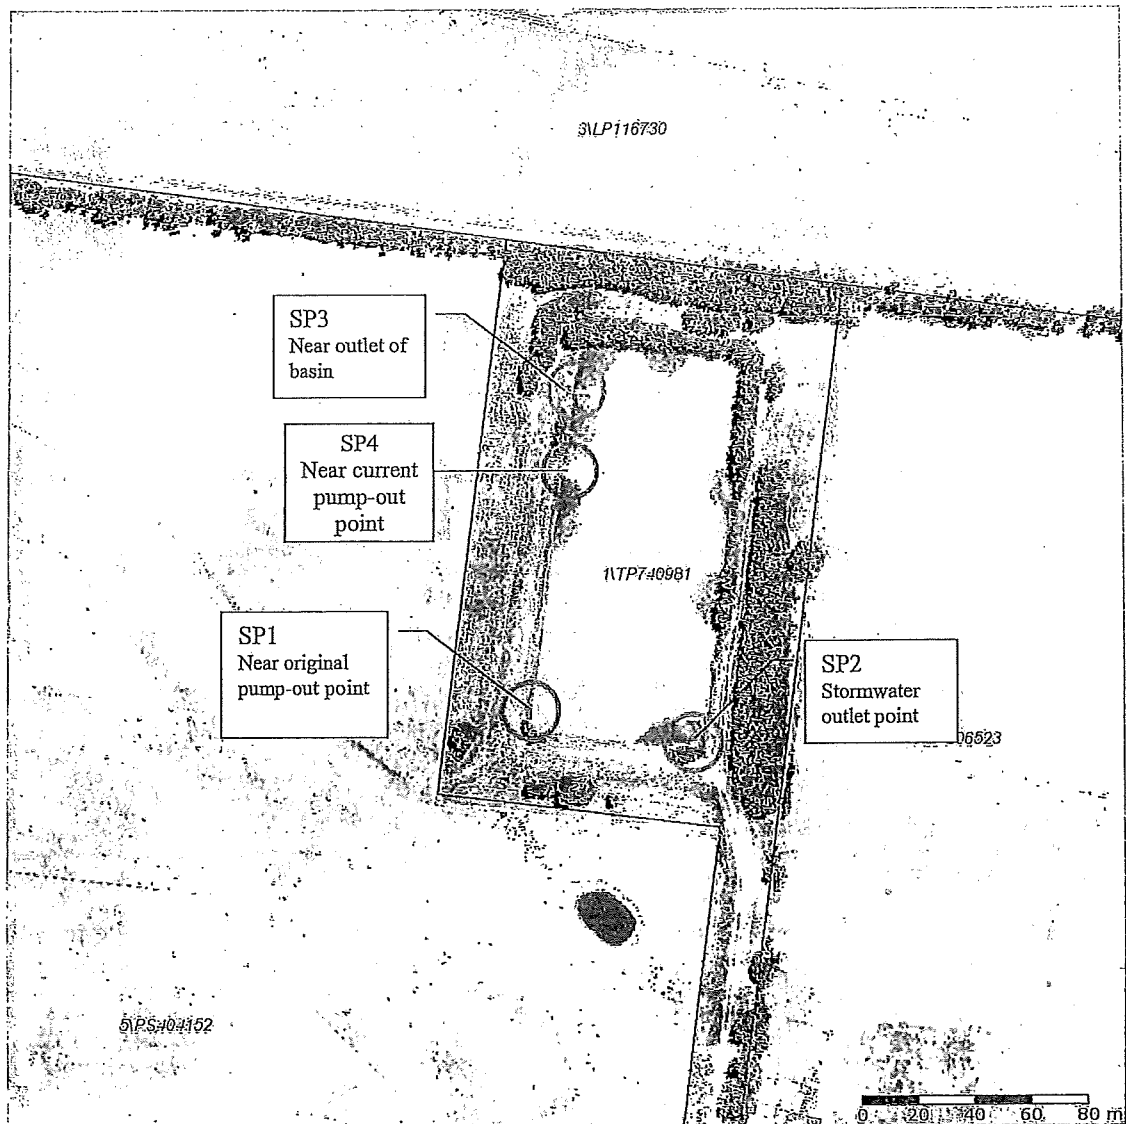 3\LP116730
SP3
Near outlet of
basin
SP4
Near current
pump-out
point
1\TP740981
SP1
Near original
pump-out point
SP2
Stormwater
outlet point
06523
5\PS404152
0 20 40 60 80 m